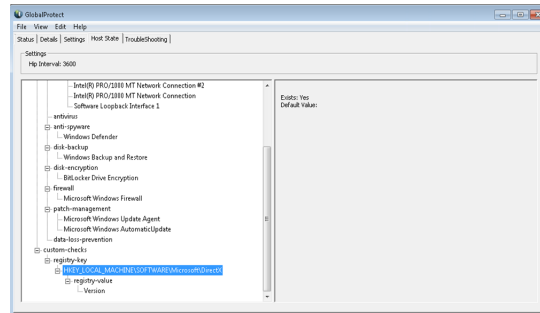 GlobalProtect
File View Edit Help
Status Details Settings Host State TroubleShooting
Settings
Hip Interval: 3600
Intel(R) PRO/1000 MT Network Connection #2
Intel(R) PRO/1000 MT Network Connection
Software Loopback Interface 1
antivirus
anti-spyware
Windows Defender
disk-backup
Windows Backup and Restore
disk-encryption
BitLocker Drive Encryption
firewall
Microsoft Windows Firewall
patch-management
Microsoft Windows Update Agent
Microsoft Windows AutomaticUpdate
data-loss-prevention
custom-checks
registry-key
HKEY_LOCAL_MACHINE\SOFTWARE\Microsoft\DirectX
registry-value
Version
Exists: Yes
Default Value: